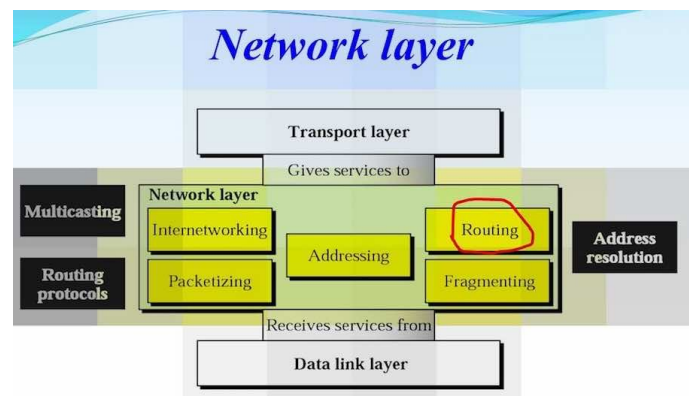 Network layer
Transport layer
Gives services to
Network layer
Multicasting
Internetworking
Routing
Addressing
Address
resolution
Routing
protocols
Packetizing
Fragmenting
Receives services from
Data link layer